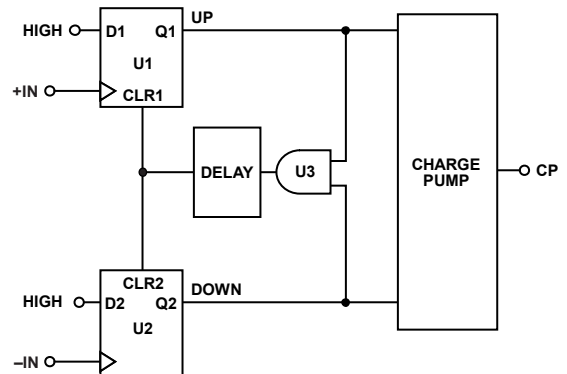 UP
HIGH
D1
Q1
U1
+IN
CLR1
DELAY
U3
CHARGE
PUMP
CP
CLR2
DOWN
HIGH
D2
Q2
U2
–IN